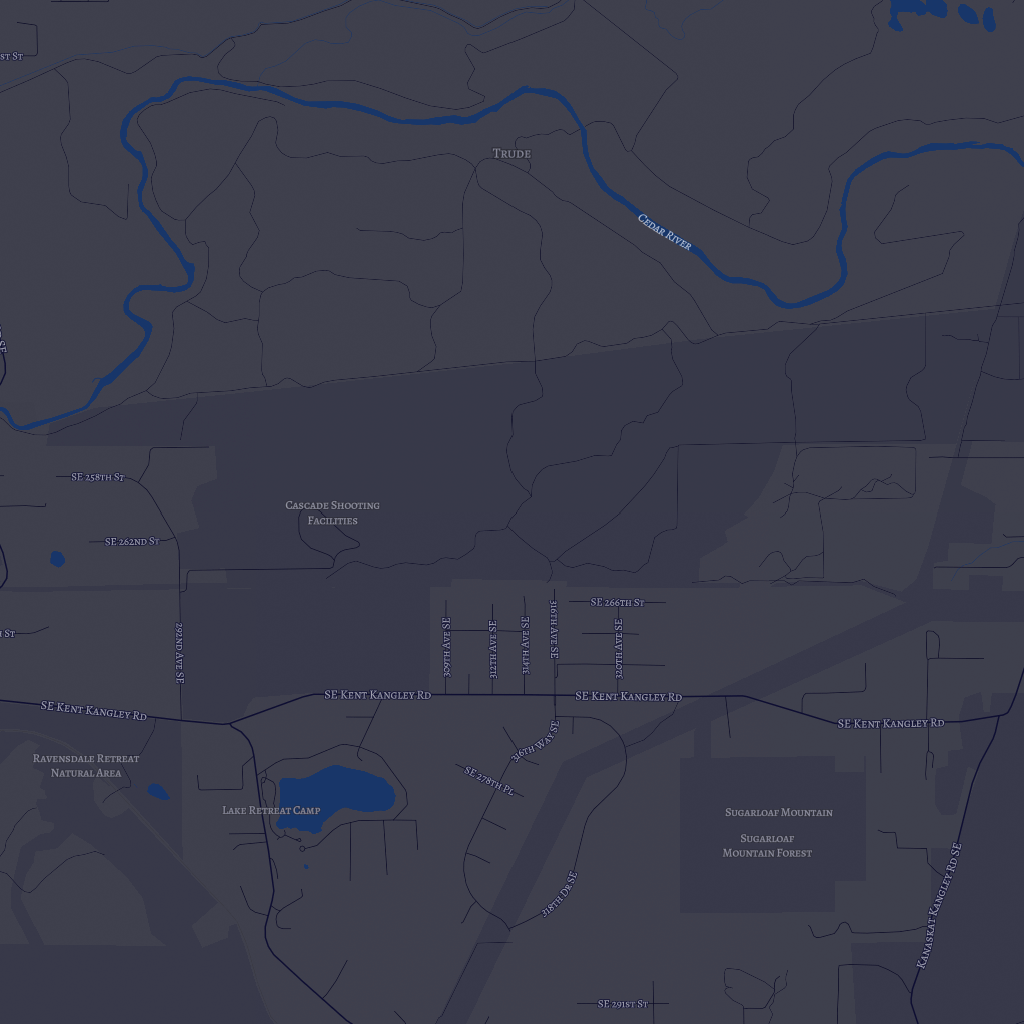 ST ST
TRUDE
CEDAR RIVER
SE 258TH ST
CASCADE SHOOTING
FACILITIES
SE 262ND ST
SE 266TH ST
309TH AVE SE
312TH AVE SE
314TH AVE SE
316TH AVE SE
320TH AVE SE
292ND AVE SE
SE KENT KANGLEY RD
SE KENT KANGLEY RD
SE KENT KANGLEY RD
SE KENT KANGLEY RD
316TH WAY SE
RAVENSDALE RETREAT
NATURAL AREA
SE 278TH PL
LAKE RETREAT CAMP
SUGARLOAF MOUNTAIN
SUGARLOAF
MOUNTAIN FOREST
318TH DR SE
KANASKAT KANGLEY RD SE
SE 291ST ST